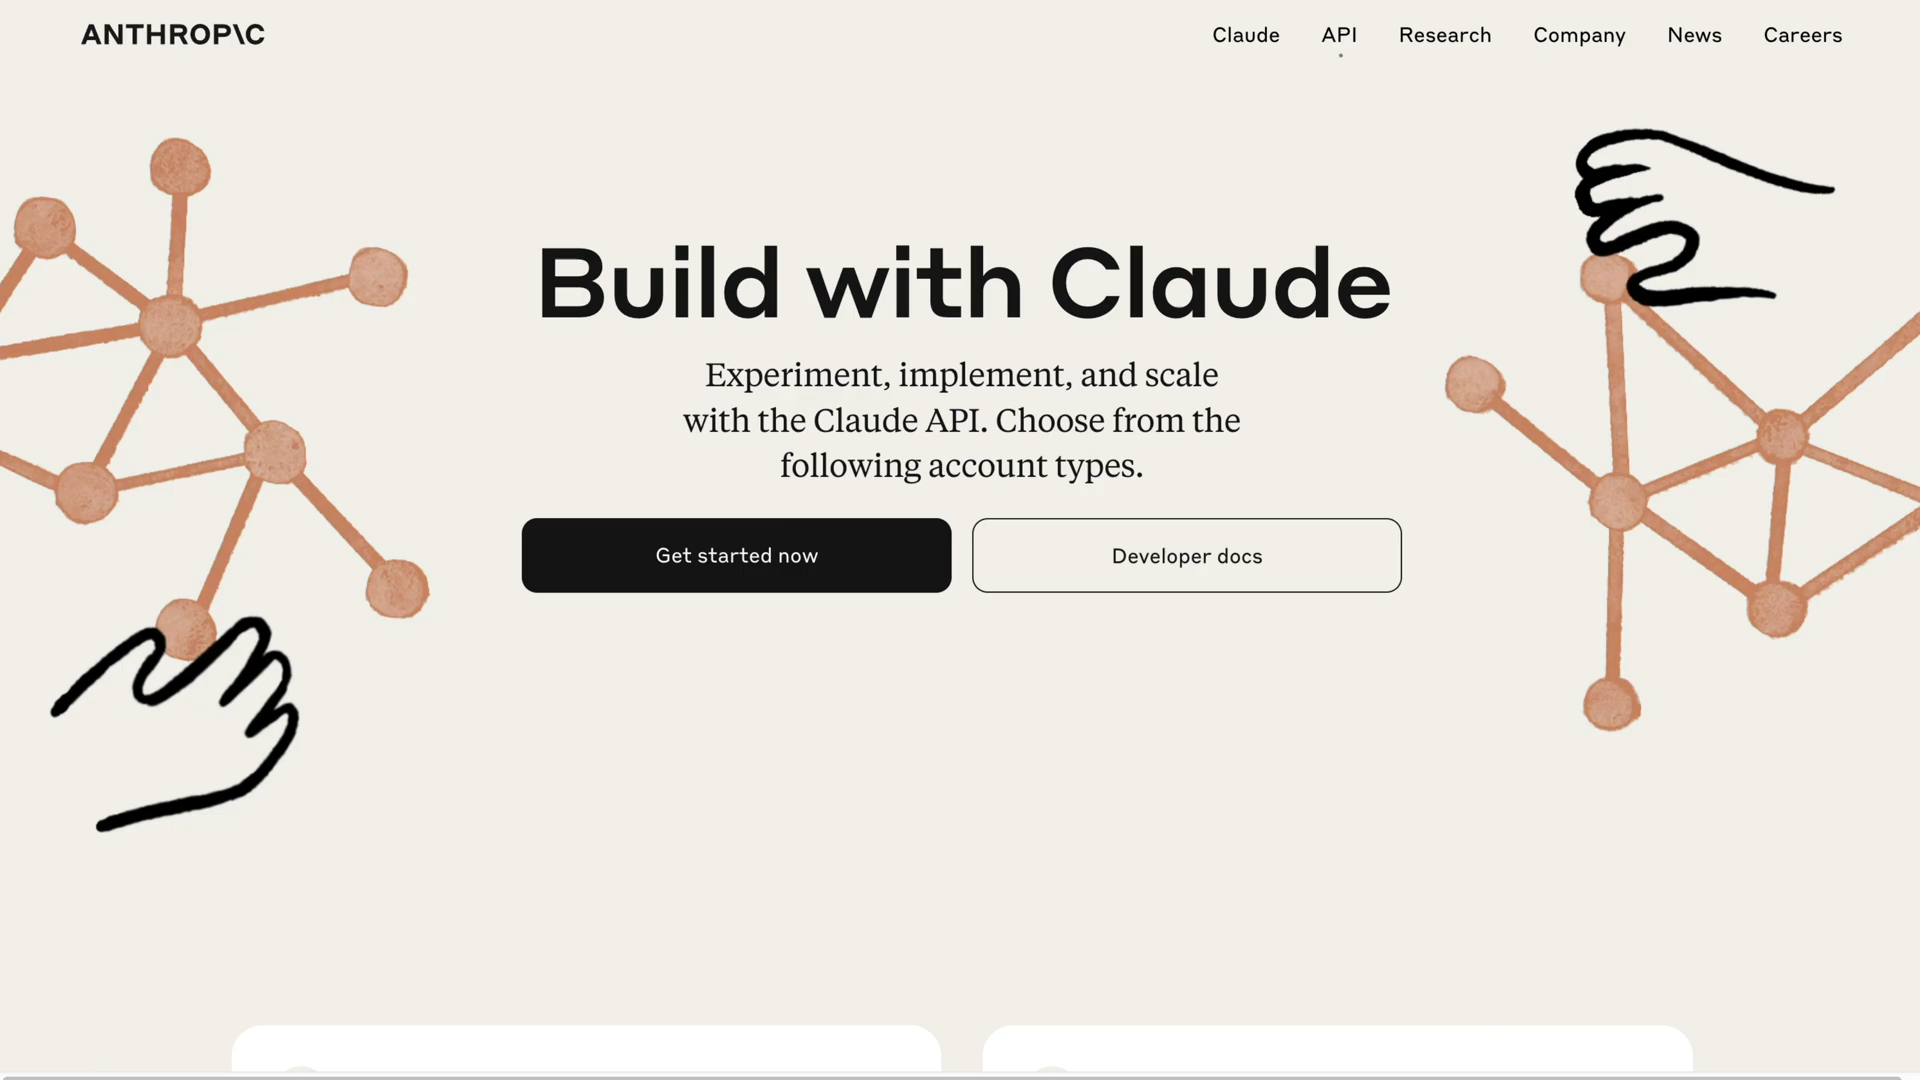 ANTHROP\C
Claude API Research Company News Careers
Build with Claude
Experiment, implement, and scale
with the Claude API. Choose from the
following account types.
Get started now
Developer docs